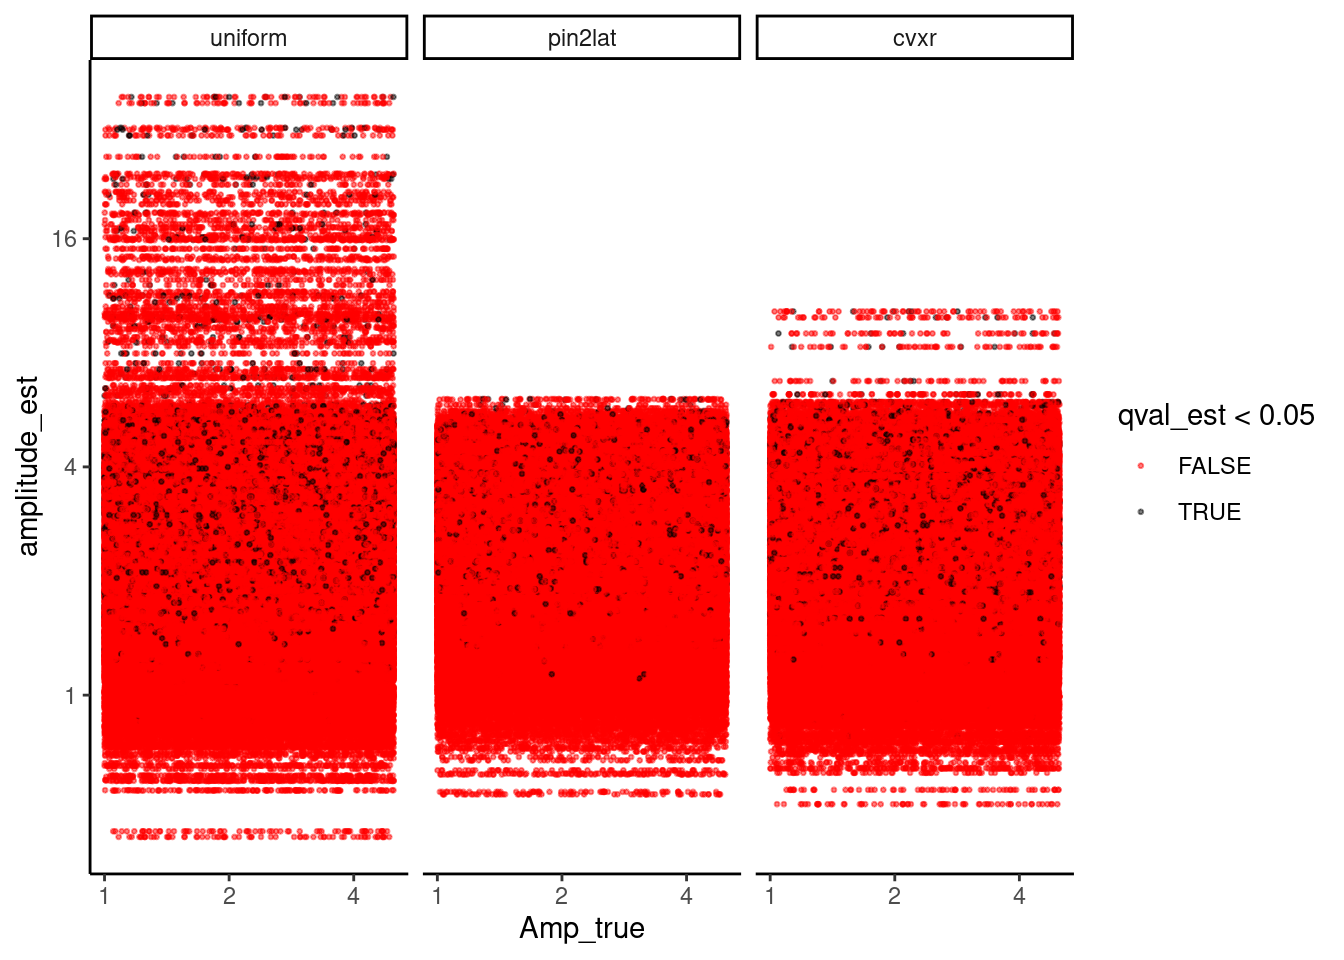 uniform pin2lat cvxr
16
4
1
amplitude_est
1 2 4 1 2 4 1 2 4
Amp_true
qval_est < 0.05
FALSE
TRUE